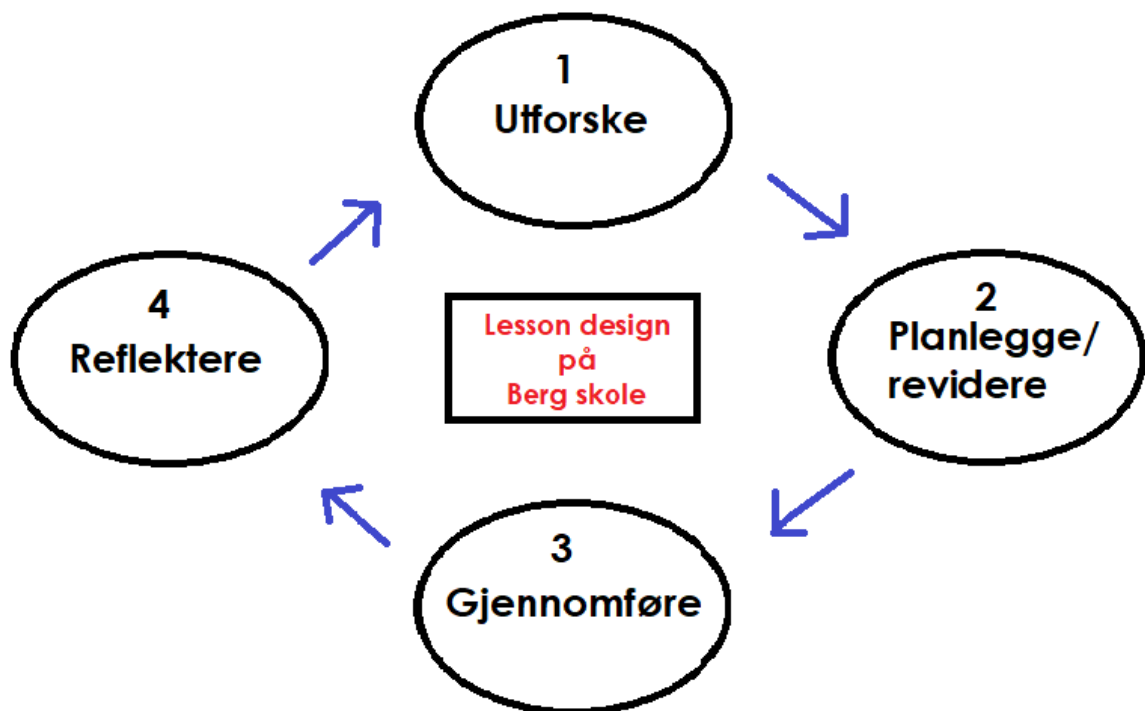 1
Utforske
2
Planlegge/
revidere
3
Gjennomføre
4
Reflektere
Lesson design
på
Berg skole